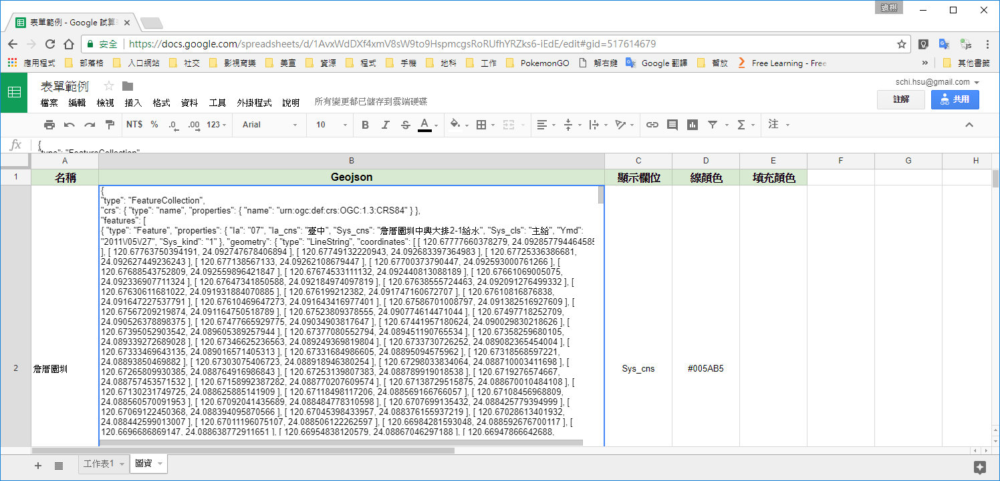 適棋
表單範例 - Google 試算
安全 https://docs.google.com/spreadsheets/d/1AvxWdDXf4xmV8sW9to9HspmcgsRoRUfhYRZks6-iEdE/edit#gid=517614679
應用程式 部落格 入口網站 社交 影視音樂 美宣 資源 程式 手機 地科 工作 PokemonGO 解右鍵 Google 翻譯 暫放 Free Learning - Free 其他書籤
表單範例
schi.hsu@gmail.com
檔案 編輯 檢視 插入 格式 資料 工具 外掛程式 說明 所有變更都已儲存到雲端硬碟
註解 共用
NT$ % .0 .00 123 Arial 10 B I S A Σ 注
fx {
"type": "FeatureCollection"
A B C D E F G H
1 名稱 Geojson 顯示欄位 線顏色 填充顏色
{
"type": "FeatureCollection",
"crs": { "type": "name", "properties": { "name": "urn:ogc:def:crs:OGC:1.3:CRS84" } },
"features": [
{ "type": "Feature", "properties": { "Ia": "07", "Ia_cns": "臺中", "Sys_cns": "詹厝園圳中興大排2-1給水", "Sys_cls": "主給", "Ymd":
"2011\/05\/27", "Sys_kind": "1" }, "geometry": { "type": "LineString", "coordinates": [ [ 120.67777660378279, 24.092857794464585
], [ 120.67763750394191, 24.092747678406894 ], [ 120.67749132220943, 24.092683397364983 ], [ 120.67725336386681,
24.092627449236243 ], [ 120.677138567133, 24.09262108679447 ], [ 120.67700373790447, 24.092593000761266 ], [
120.67688543752809, 24.092559896421847 ], [ 120.67674533111132, 24.092440813088189 ], [ 120.67661069005075,
24.092336907711324 ], [ 120.67647341850588, 24.092184974097819 ], [ 120.67638555724463, 24.092091276499332 ], [
120.67630611681022, 24.091931884070885 ], [ 120.676199212382, 24.091747160672707 ], [ 120.67610816876838,
24.091647227537791 ], [ 120.67610469647273, 24.091643416977401 ], [ 120.67586701008797, 24.091382516927609 ], [
120.67567209219874, 24.091164750518789 ], [ 120.67523809378555, 24.090774614471044 ], [ 120.67497718252709,
24.090526378898375 ], [ 120.67477675929815, 24.09034903817647 ], [ 120.67441957180624, 24.090029830218626 ], [
120.67395052903542, 24.089605389257944 ], [ 120.67377080552794, 24.089451190765534 ], [ 120.67358259680105,
24.089339272689028 ], [ 120.67346625236563, 24.089249369819804 ], [ 120.6733730726252, 24.089082365454004 ], [
120.67333469643135, 24.089016571405313 ], [ 120.67331684986605, 24.08895094575962 ], [ 120.67318568597221,
24.08893850469882 ], [ 120.67303075406723, 24.088918946380254 ], [ 120.67298033834064, 24.088710003411698 ], [
120.67265809930385, 24.088764916986843 ], [ 120.67253139807383, 24.088789919018538 ], [ 120.6719276574667,
24.088757453571532 ], [ 120.67158992387282, 24.088770207609574 ], [ 120.67138729515875, 24.088670010484108 ], [
120.67130231749725, 24.088625885141909 ], [ 120.67118498117206, 24.088569166766057 ], [ 120.67108456968809,
24.088560570091953 ], [ 120.67092041435689, 24.088484778310598 ], [ 120.6707699135432, 24.088425779394999 ], [
120.67069122450368, 24.088394095870566 ], [ 120.67045398433957, 24.088376155937219 ], [ 120.67028613401932,
24.088442599013007 ], [ 120.67011196075107, 24.088506122262597 ], [ 120.66984281593048, 24.088592676700117 ], [
120.6696686869147, 24.088638772911651 ], [ 120.66954838120579, 24.08867046297188 ], [ 120.66947866642688,
2 詹厝園圳 Sys_cns #005AB5
工作表1 圖資